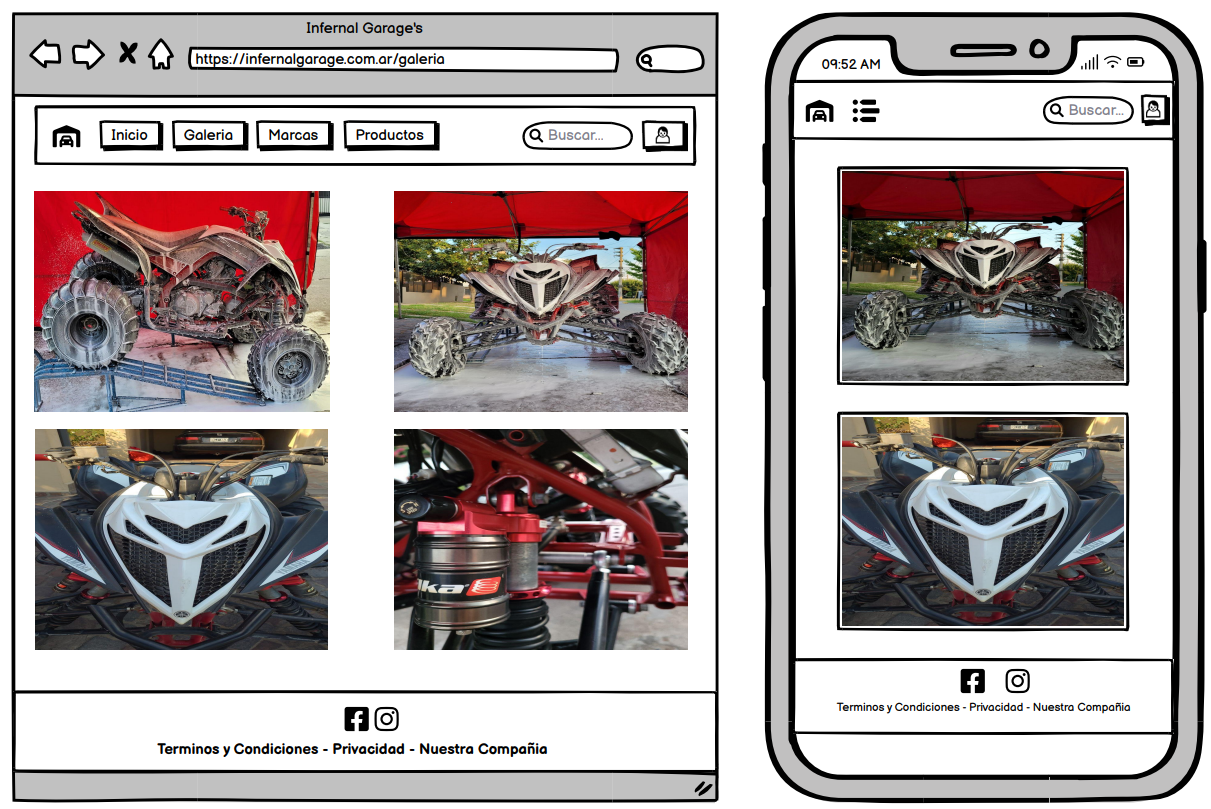 Infernal Garage's
https://infernalgarage.com.ar/galeria
Inicio
Galeria
Marcas
Productos
Buscar...
Terminos y Condiciones - Privacidad - Nuestra Compañia
09:52 AM
Buscar...
Terminos y Condiciones - Privacidad - Nuestra Compañia